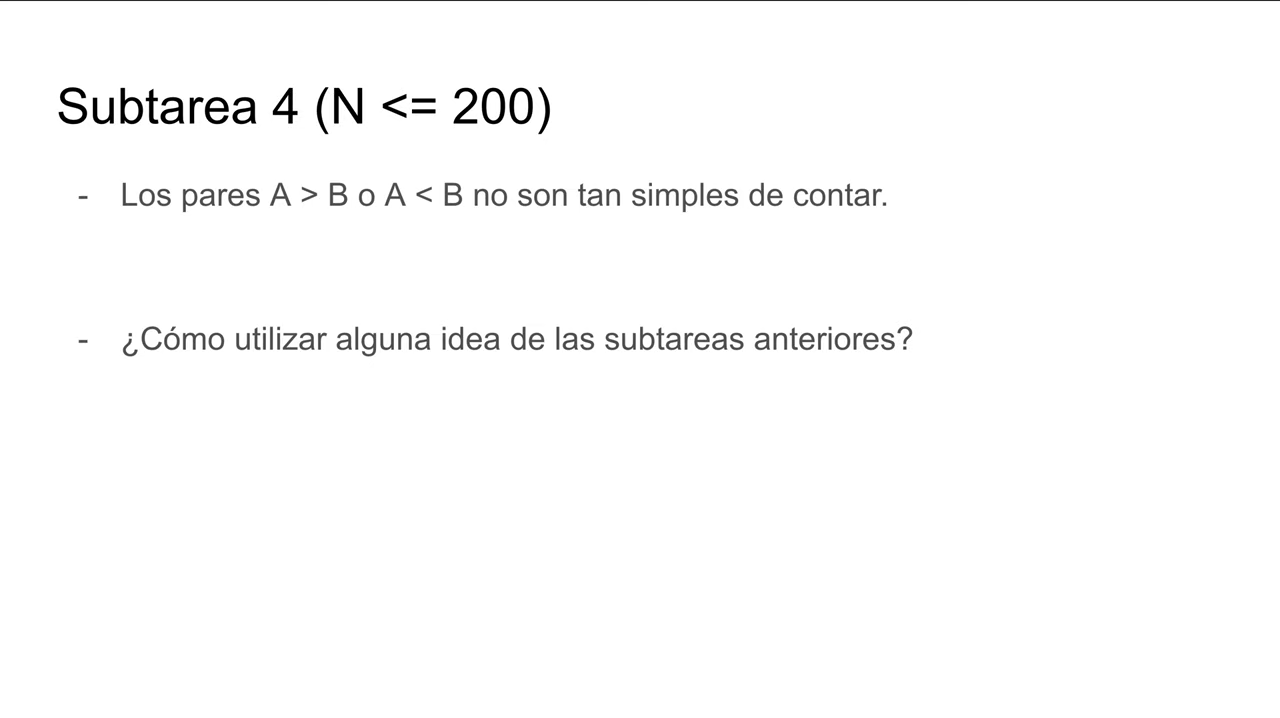 Subtarea 4 (N <= 200)
- Los pares A > B o A < B no son tan simples de contar.
- ¿Cómo utilizar alguna idea de las subtareas anteriores?